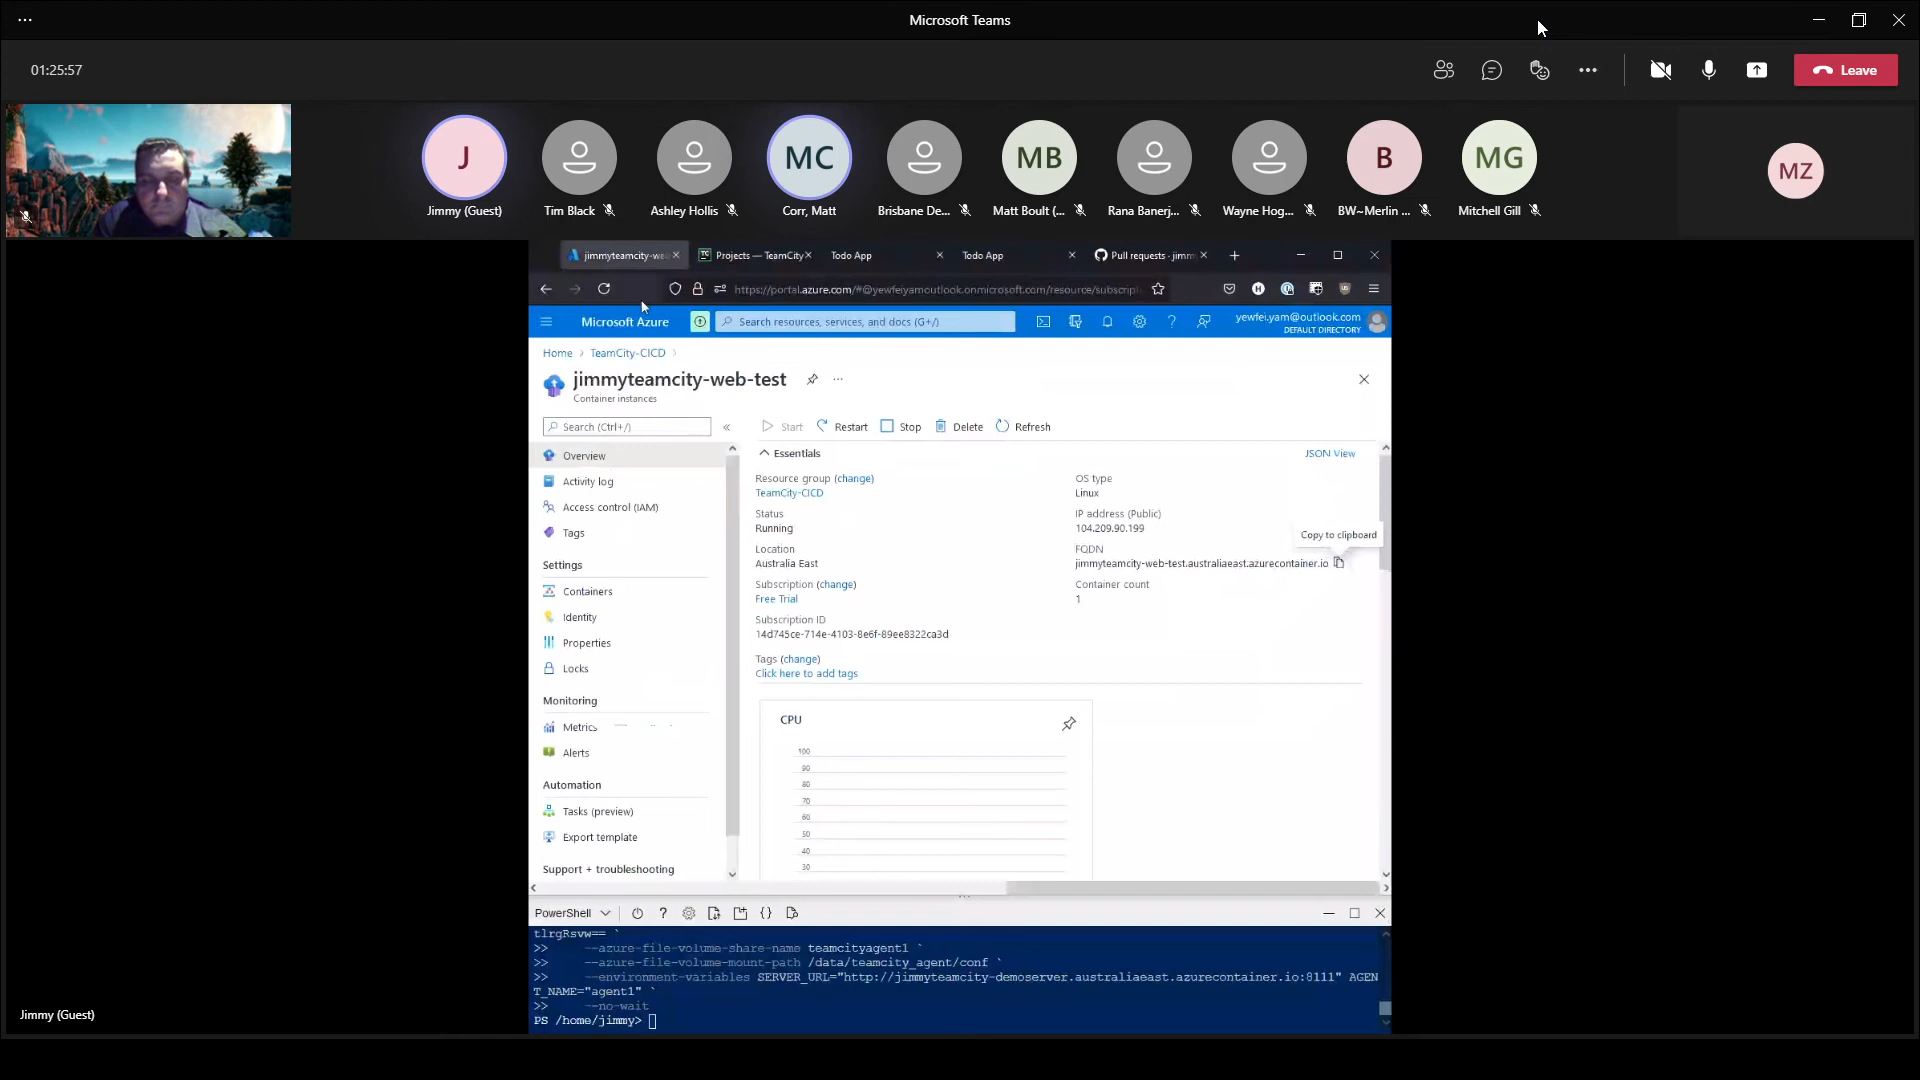 Microsoft Teams
01:25:57
Leave
J
MC
MB
B
MG
MZ
Jimmy (Guest)
Tim Black
Ashley Hollis
Corr, Matt
Brisbane De...
Matt Boult (...
Rana Banerj...
Wayne Hog...
BW~Merlin ...
Mitchell Gill
jimmyteamcity-we
TC Projects — TeamCity
Todo App
Todo App
Pull requests · jimm
https://portal.azure.com/#@yewfeiyamoutlook.onmicrosoft.com/resource/subscript
Microsoft Azure
Search resources, services, and docs (G+/)
yewfei.yam@outlook.com
DEFAULT DIRECTORY
Home > TeamCity-CICD >
jimmyteamcity-web-test
Container instances
Search (Ctrl+/)
Start
Restart
Stop
Delete
Refresh
Overview
Activity log
Access control (IAM)
Tags
Settings
Containers
Identity
Properties
Locks
Monitoring
Metrics
Alerts
Automation
Tasks (preview)
Export template
Support + troubleshooting
Essentials
JSON View
Resource group (change)
TeamCity-CICD
Status
Running
Location
Australia East
Subscription (change)
Free Trial
Subscription ID
14d745ce-714e-4103-8e6f-89ee8322ca3d
Tags (change)
Click here to add tags
OS type
Linux
IP address (Public)
104.209.90.199
Copy to clipboard
FQDN
jimmyteamcity-web-test.australiaeast.azurecontainer.io
Container count
1
CPU
100
90
80
70
60
50
40
30
PowerShell
tlrgRsvw== `
>> --azure-file-volume-share-name teamcityagent1 `
>> --azure-file-volume-mount-path /data/teamcity_agent/conf `
>> --environment-variables SERVER_URL="http://jimmyteamcity-demoserver.australiaeast.azurecontainer.io:8111" AGEN
T_NAME="agent1" `
>> --no-wait
PS /home/jimmy>
Jimmy (Guest)